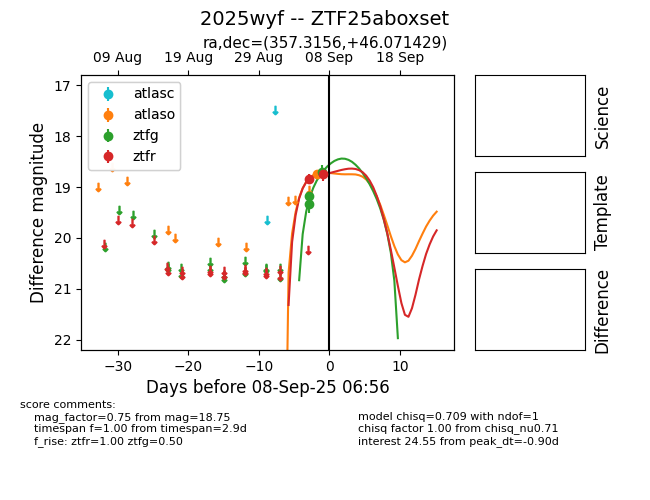 2025wyf -- ZTF25aboxset
ra,dec=(357.3156,+46.071429)
09 Aug 19 Aug 29 Aug 08 Sep 18 Sep
atlasc
atlaso
ztfg
ztfr
17
18
19
20
21
22
Difference magnitude
−30 −20 −10 0 10
Days before 08-Sep-25 06:56
Science
Template
Difference
score comments:
mag_factor=0.75 from mag=18.75
timespan f=1.00 from timespan=2.9d
f_rise: ztfr=1.00 ztfg=0.50
model chisq=0.709 with ndof=1
chisq factor 1.00 from chisq_nu0.71
interest 24.55 from peak_dt=-0.90d